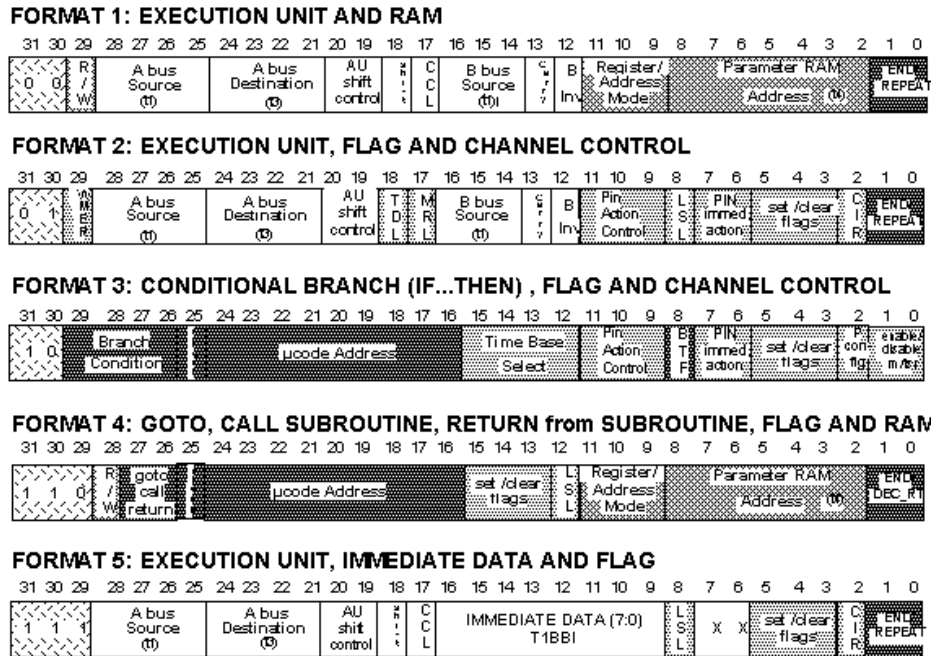 FORMAT 1: EXECUTION UNIT AND RAM
31 30 29 28 27 26 25 24 23 22 21 20 19 18 17 16 15 14 13 12 11 10 9 8 7 6 5 4 3 2 1 0
0 0 R/W A bus Source A bus Destination AU shift control CCL B bus Source B Inv Register/ Address Mode Parameter RAM Address END REPEAT
FORMAT 2: EXECUTION UNIT, FLAG AND CHANNEL CONTROL
31 30 29 28 27 26 25 24 23 22 21 20 19 18 17 16 15 14 13 12 11 10 9 8 7 6 5 4 3 2 1 0
0 1 A bus Source A bus Destination AU shift control TDL MRL B bus Source B Inv Pin Action Control LSL PIN immed. action set /clear flags CIR END REPEAT
FORMAT 3: CONDITIONAL BRANCH (IF...THEN) , FLAG AND CHANNEL CONTROL
31 30 29 28 27 26 25 24 23 22 21 20 19 18 17 16 15 14 13 12 11 10 9 8 7 6 5 4 3 2 1 0
1 0 Branch Condition µcode Address Time Base Select Pin Action Control BTF PIN immed. action set /clear flags P. con- fig enable/ disable m/tsr
FORMAT 4: GOTO, CALL SUBROUTINE, RETURN from SUBROUTINE, FLAG AND RAM
31 30 29 28 27 26 25 24 23 22 21 20 19 18 17 16 15 14 13 12 11 10 9 8 7 6 5 4 3 2 1 0
1 1 0 R/W goto call return µcode Address set /clear flags LSL Register/ Address Mode Parameter RAM Address END DEC_RT
FORMAT 5: EXECUTION UNIT, IMMEDIATE DATA AND FLAG
31 30 29 28 27 26 25 24 23 22 21 20 19 18 17 16 15 14 13 12 11 10 9 8 7 6 5 4 3 2 1 0
1 1 1 A bus Source A bus Destination AU shift control CCL IMMEDIATE DATA (7:0) T1BBI LSL X X set /clear flags CIR END REPEAT